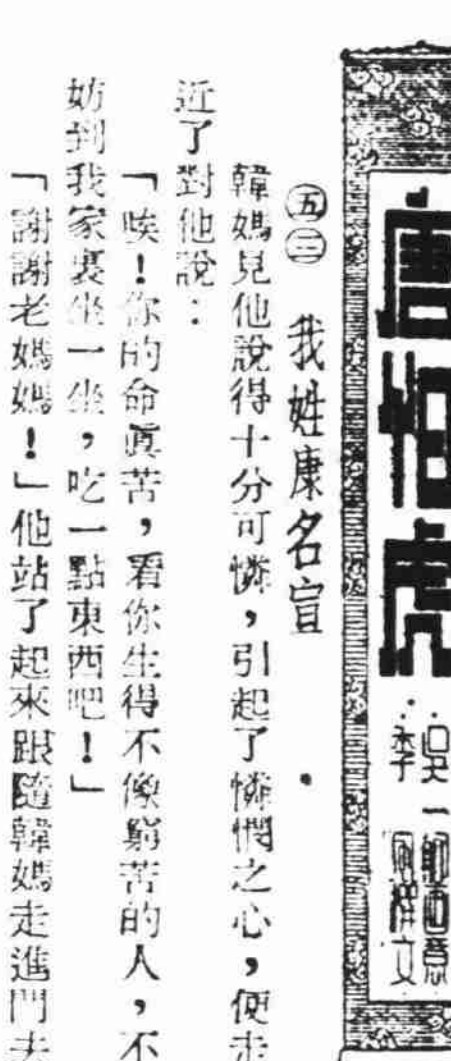 唐伯虎
五三 我姓康名宣
韓媽見他說得十分可憐，引起了憐憫之心，便走
近了對他說：
「唉！你的命眞苦，看你生得不像窮苦的人，不
妨到我家裏坐一坐，吃一點東西吧！」
「謝謝老媽媽！」他站了起來跟隨韓媽走進門去